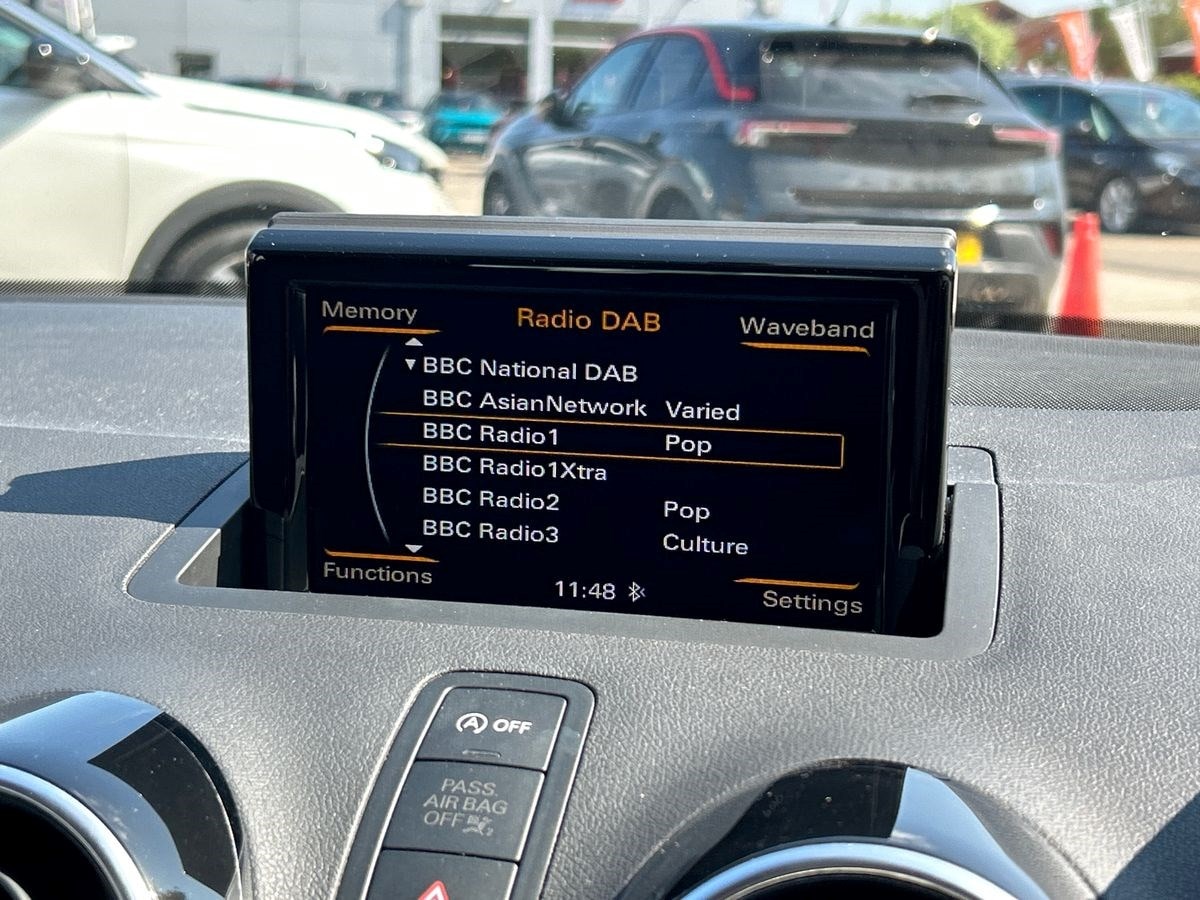 Memory
Radio DAB
Waveband
BBC National DAB
BBC AsianNetwork Varied
BBC Radio1 Pop
BBC Radio1Xtra
BBC Radio2 Pop
BBC Radio3 Culture
Functions
11:48
Settings
A OFF
PASS.
AIR BAG
OFF